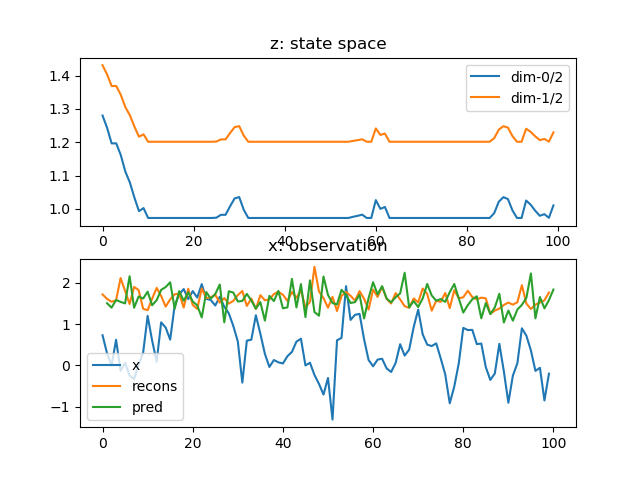 z: state space
1.4
1.3
1.2
1.1
1.0
dim-0/2
dim-1/2
0 20 40 60 80 100
x: observation
2
1
0
−1
x
recons
pred
0 20 40 60 80 100